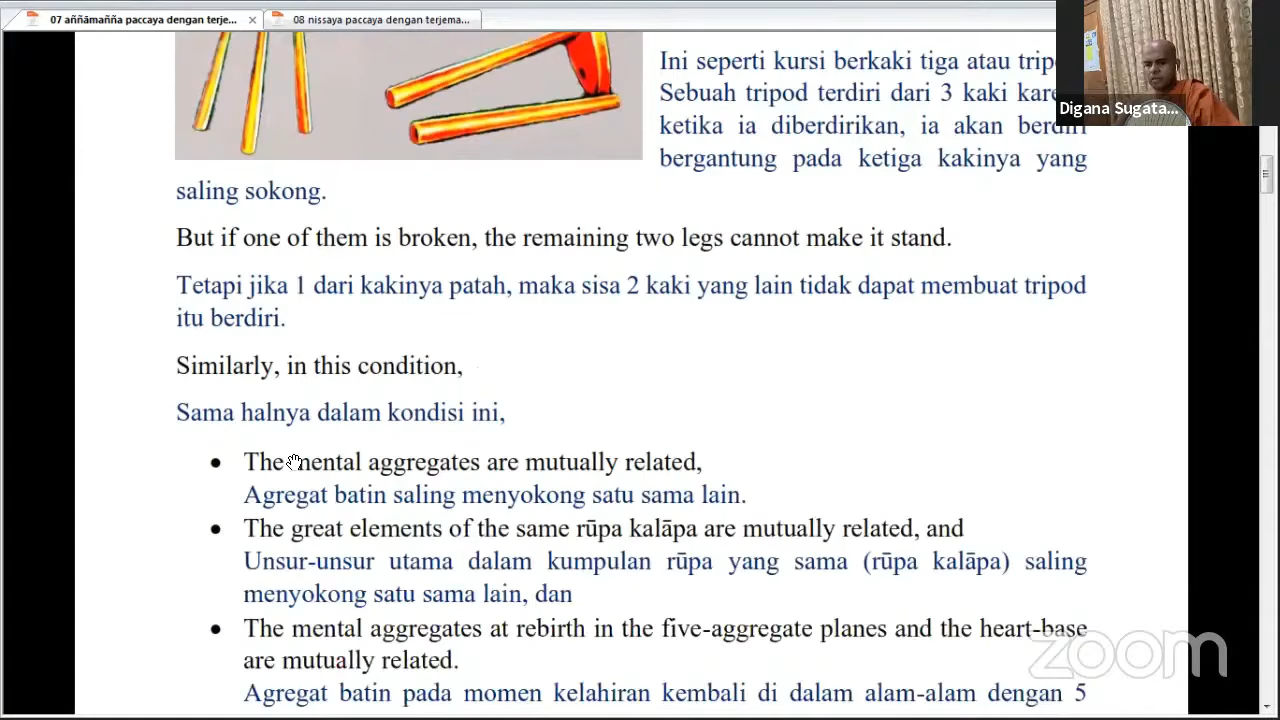 07 aññāmañña paccaya dengan terje...
08 nissaya paccaya dengan terjema...
Digana Sugata...
Ini seperti kursi berkaki tiga atau
Sebuah tripod terdiri dari 3 kaki
ketika ia diberdirikan, ia akan berdiri
bergantung pada ketiga kakinya yang
saling sokong.
But if one of them is broken, the remaining two legs cannot make it stand.
Tetapi jika 1 dari kakinya patah, maka sisa 2 kaki yang lain tidak dapat membuat tripod
itu berdiri.
Similarly, in this condition,
Sama halnya dalam kondisi ini,
• The mental aggregates are mutually related,
Agregat batin saling menyokong satu sama lain.
• The great elements of the same rūpa kalāpa are mutually related, and
Unsur-unsur utama dalam kumpulan rūpa yang sama (rūpa kalāpa) saling
menyokong satu sama lain, dan
• The mental aggregates at rebirth in the five-aggregate planes and the heart-base
are mutually related.
Agregat batin pada momen kelahiran kembali di dalam alam-alam dengan 5
zoom